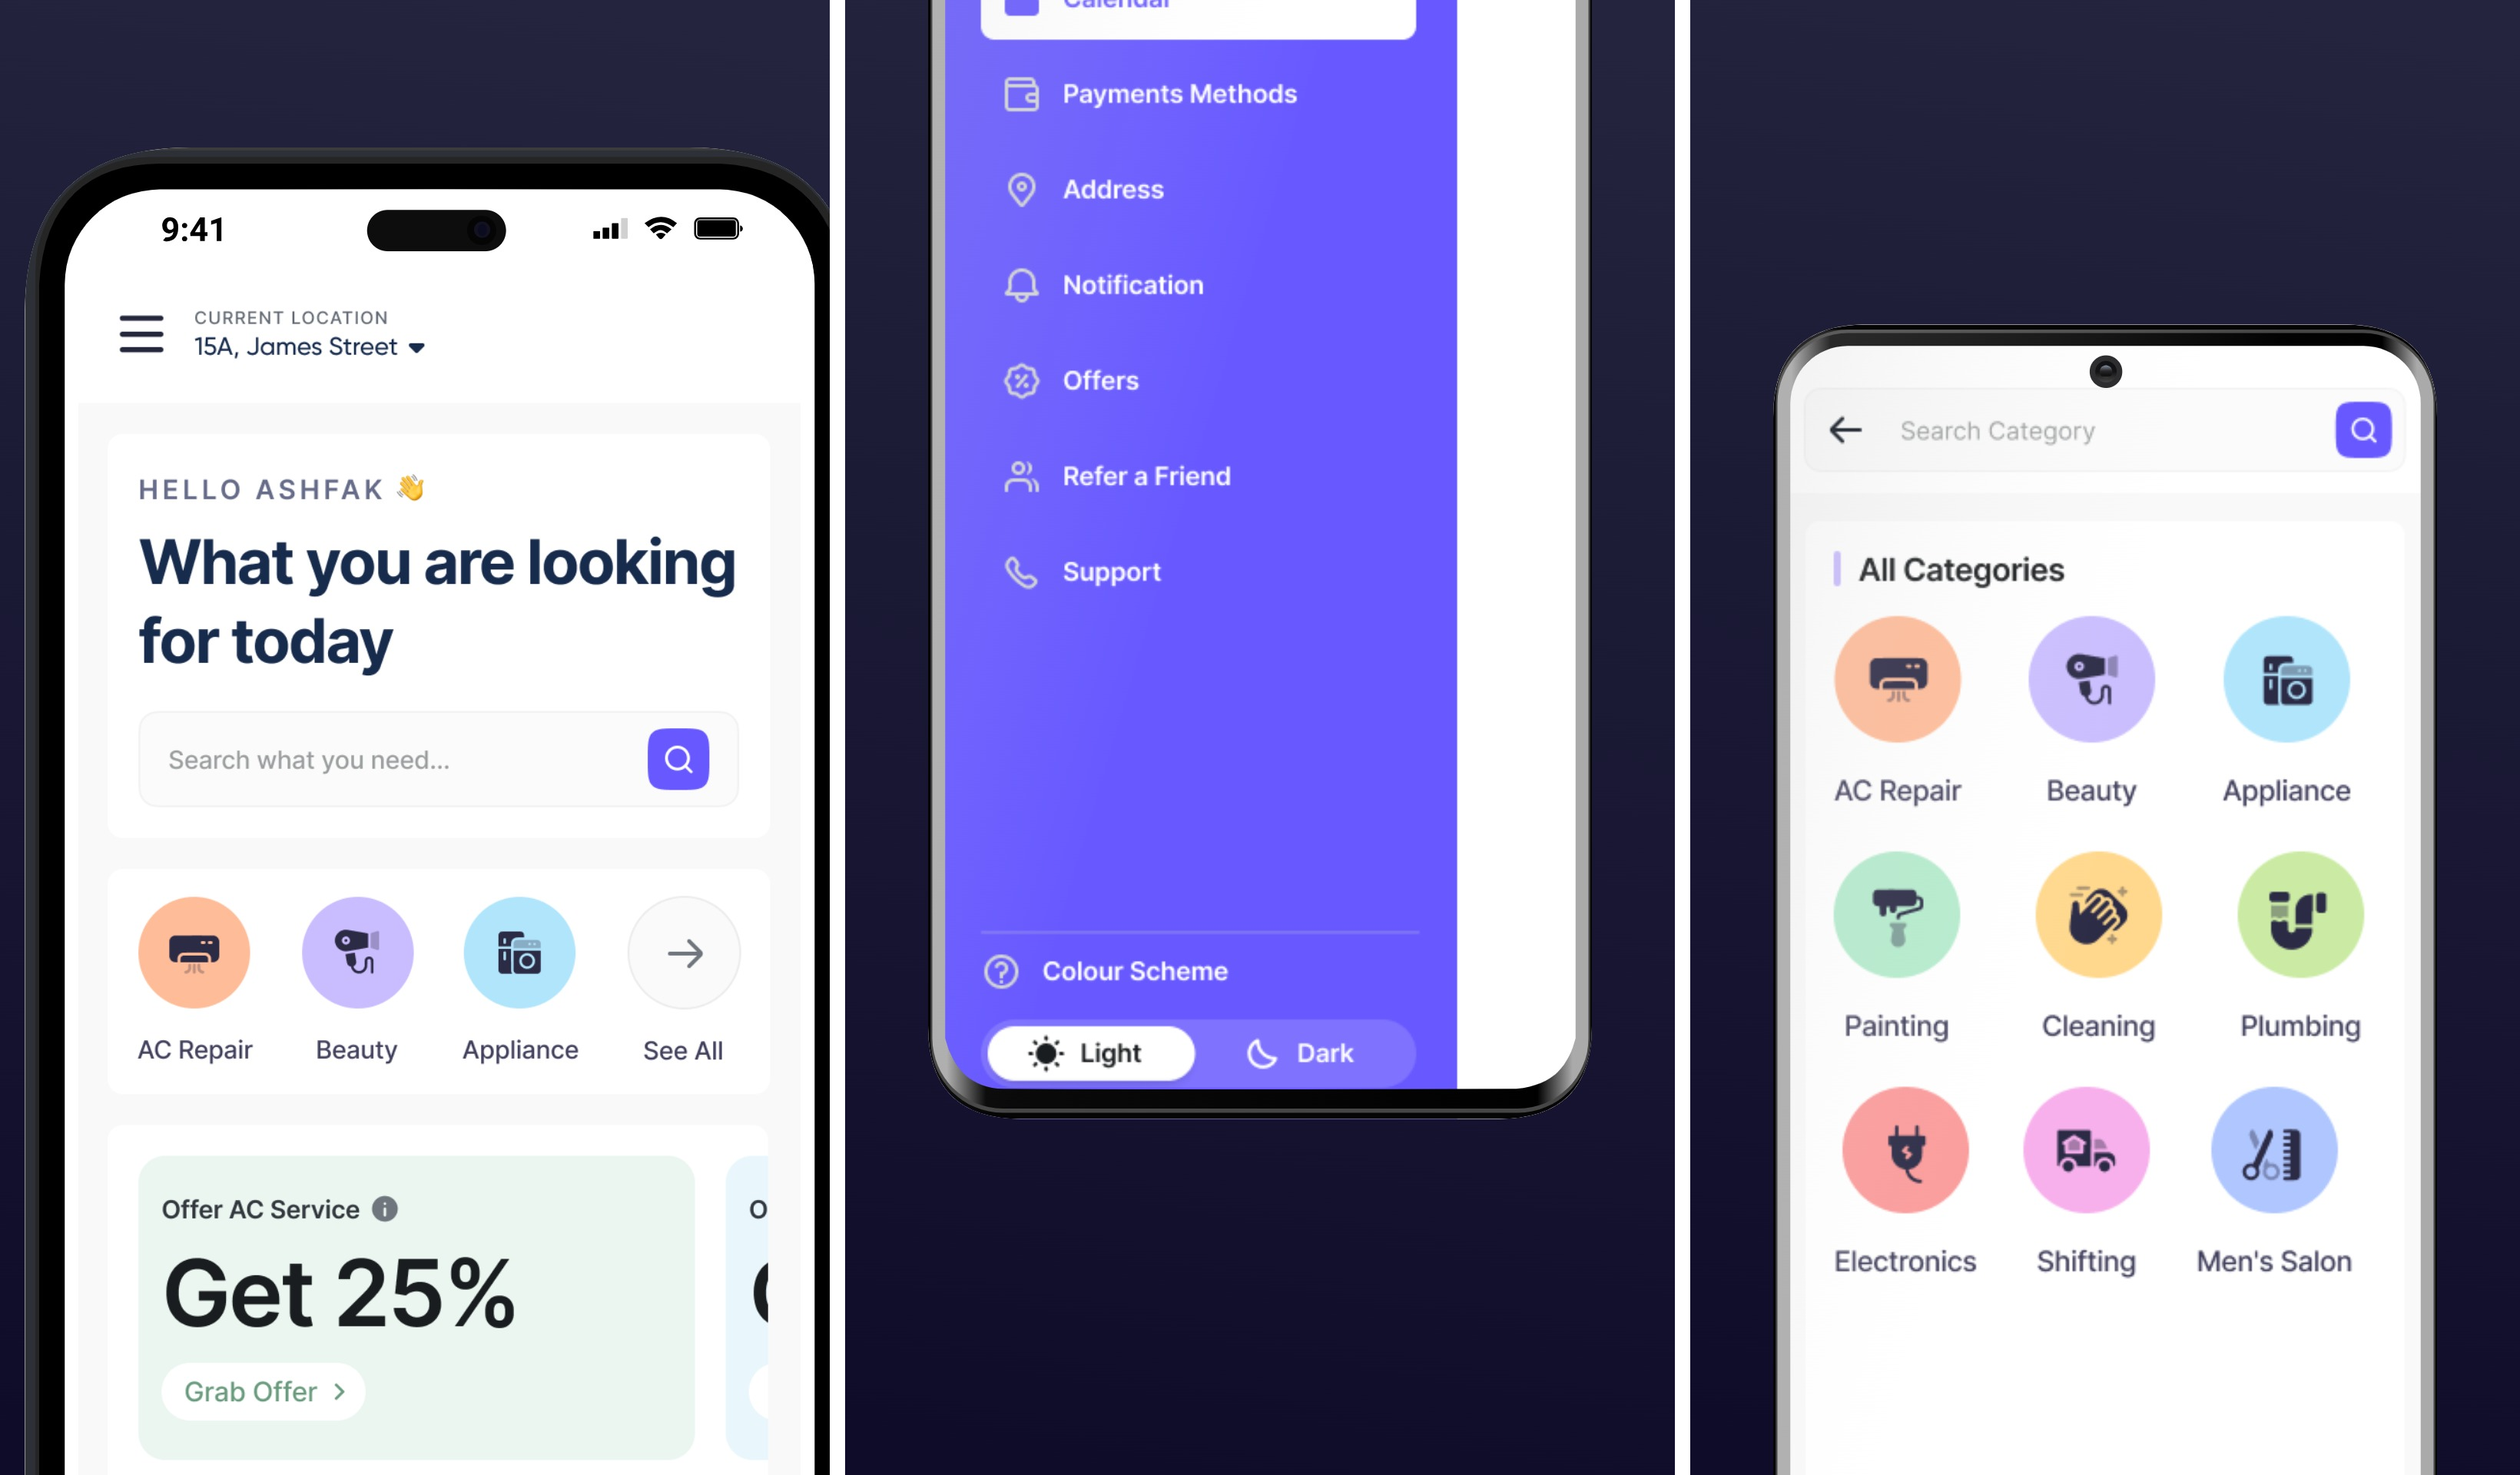 9:41
CURRENT LOCATION
15A, James Street
HELLO ASHFAK 👋
What you are looking
for today
Search what you need...
AC Repair
Beauty
Appliance
See All
Offer AC Service
Get 25%
Grab Offer
Calendar
Payments Methods
Address
Notification
Offers
Refer a Friend
Support
Colour Scheme
Light
Dark
Search Category
All Categories
AC Repair
Beauty
Appliance
Painting
Cleaning
Plumbing
Electronics
Shifting
Men's Salon